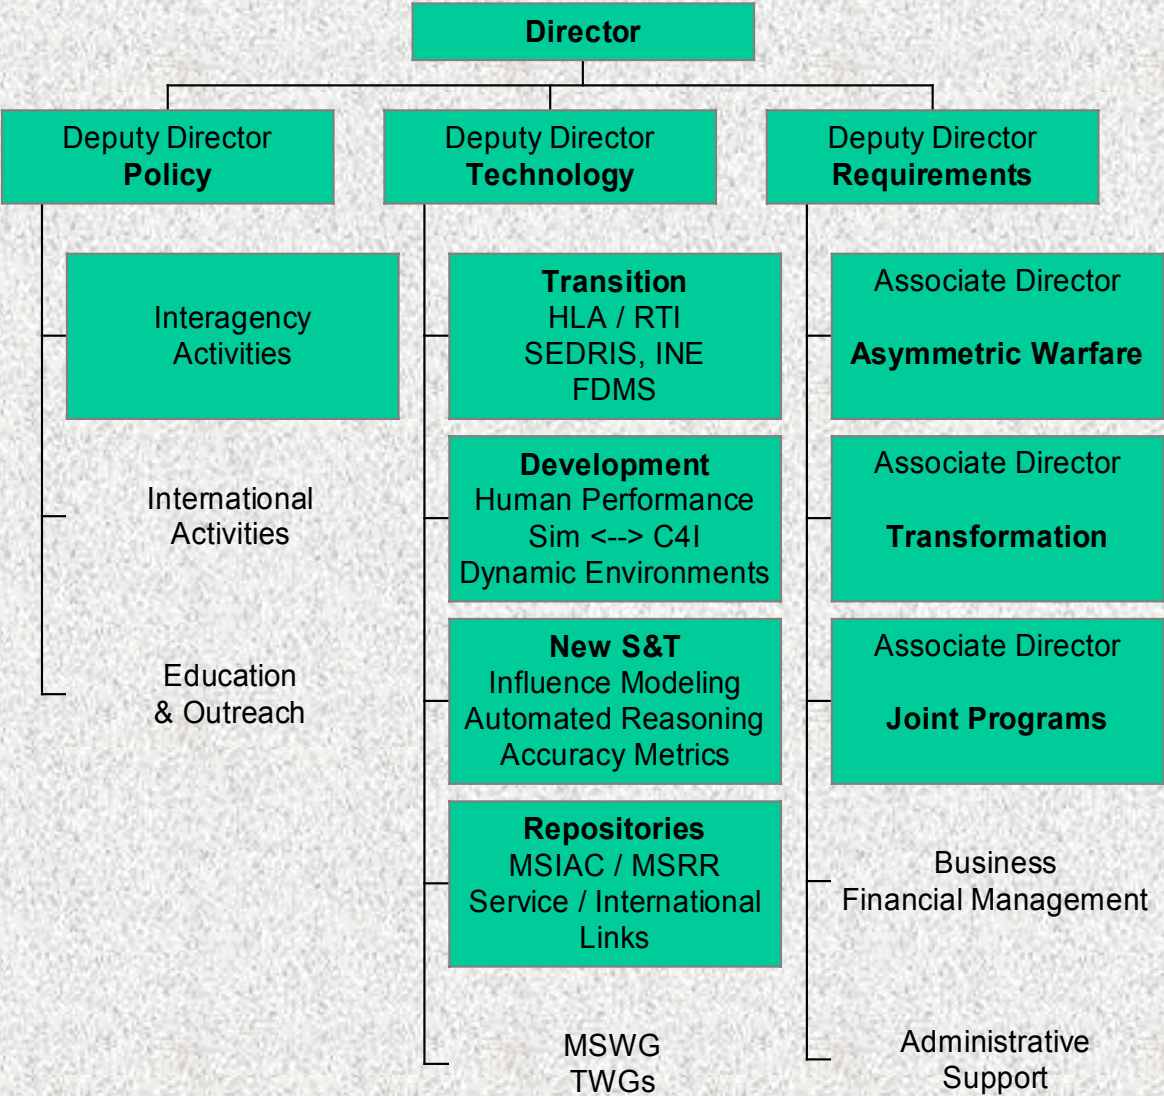 Director
Deputy Director
Policy
Deputy Director
Technology
Deputy Director
Requirements
Interagency
Activities
International
Activities
Education
& Outreach
Transition
HLA / RTI
SEDRIS, INE
FDMS
Development
Human Performance
Sim <--> C4I
Dynamic Environments
New S&T
Influence Modeling
Automated Reasoning
Accuracy Metrics
Repositories
MSIAC / MSRR
Service / International
Links
MSWG
TWGs
Associate Director
Asymmetric Warfare
Associate Director
Transformation
Associate Director
Joint Programs
Business
Financial Management
Administrative
Support